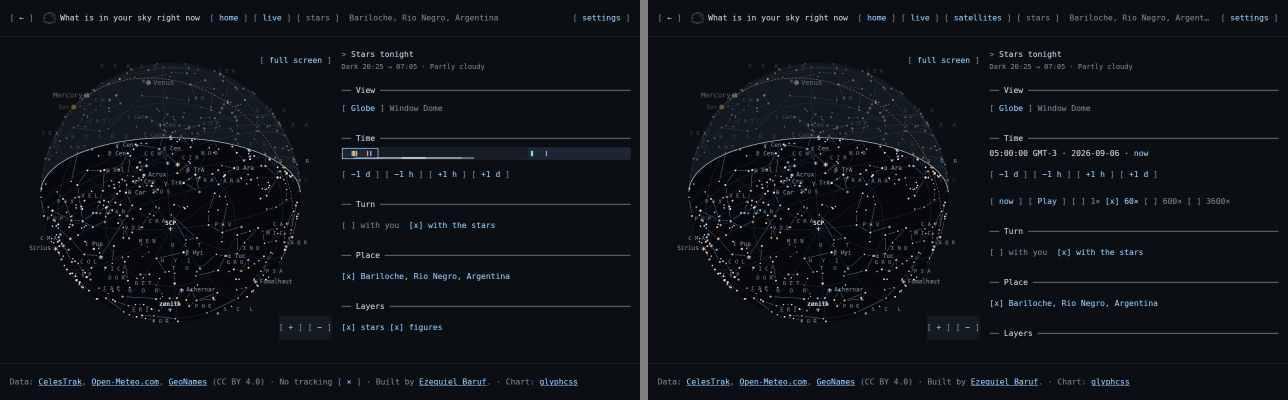 [ ← ] What is in your sky right now [ home ] [ live ] [ stars ] Bariloche, Rio Negro, Argentina [ settings ]
> Stars tonight
Dark 20:25 → 07:05 · Partly cloudy
[ full screen ]
View
[ Globe ] Window Dome
Time
[ −1 d ] [ −1 h ] [ +1 h ] [ +1 d ]
Turn
[ ] with you [x] with the stars
Place
[x] Bariloche, Rio Negro, Argentina
Layers
[x] stars [x] figures
Venus
Mercury
Sun
Acrux
SCP
Sirius
Achernar
Fomalhaut
zenith
[ + ] [ − ]
Data: CelesTrak, Open-Meteo.com, GeoNames (CC BY 4.0) · No tracking [ × ] · Built by Ezequiel Baruf. · Chart: glyphcss
[ ← ] What is in your sky right now [ home ] [ live ] [ satellites ] [ stars ] Bariloche, Rio Negro, Argent… [ settings ]
> Stars tonight
Dark 20:25 → 07:05 · Partly cloudy
[ full screen ]
View
[ Globe ] Window Dome
Time
05:00:00 GMT-3 · 2026-09-06 · now
[ −1 d ] [ −1 h ] [ +1 h ] [ +1 d ]
[ now ] [ Play ] [ ] 1× [x] 60× [ ] 600× [ ] 3600×
Turn
[ ] with you [x] with the stars
Place
[x] Bariloche, Rio Negro, Argentina
Layers
Venus
Mercury
Sun
Acrux
SCP
Sirius
Achernar
Fomalhaut
zenith
[ + ] [ − ]
Data: CelesTrak, Open-Meteo.com, GeoNames (CC BY 4.0) · Built by Ezequiel Baruf. · Chart: glyphcss